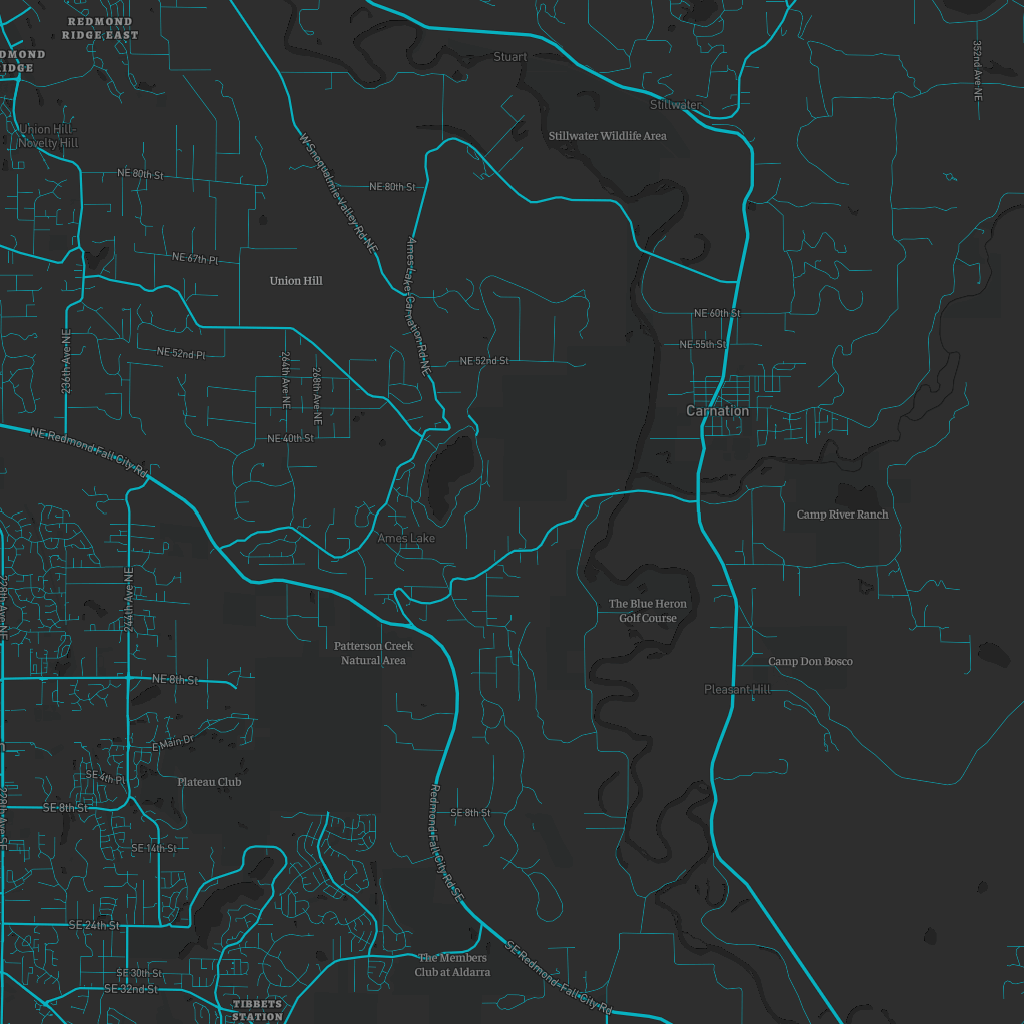 REDMOND
RIDGE EAST
DMOND
IDGE
Stuart
352nd Ave NE
Stillwater
Union Hill-
Novelty Hill
Stillwater Wildlife Area
W Snoqualmie Valley Rd NE
NE 80th St
NE 80th St
Ames Lake-Carnation Rd NE
NE 67th Pl
Union Hill
NE 60th St
NE 55th St
236th Ave NE
NE 52nd Pl
264th Ave NE
268th Ave NE
NE 52nd St
Carnation
NE Redmond Fall City Rd
NE 40th St
Camp River Ranch
Ames Lake
228th Ave NE
244th Ave NE
The Blue Heron
Golf Course
Patterson Creek
Natural Area
Camp Don Bosco
NE 8th St
Pleasant Hill
E Main Dr
SE 4th Pl
Plateau Club
SE 8th St
SE 8th St
228th Ave SE
Redmond-Fall City Rd SE
SE 14th St
SE 24th St
SE Redmond-Fall City Rd
The Members
Club at Aldarra
SE 30th St
SE 32nd St
TIBBETS
STATION